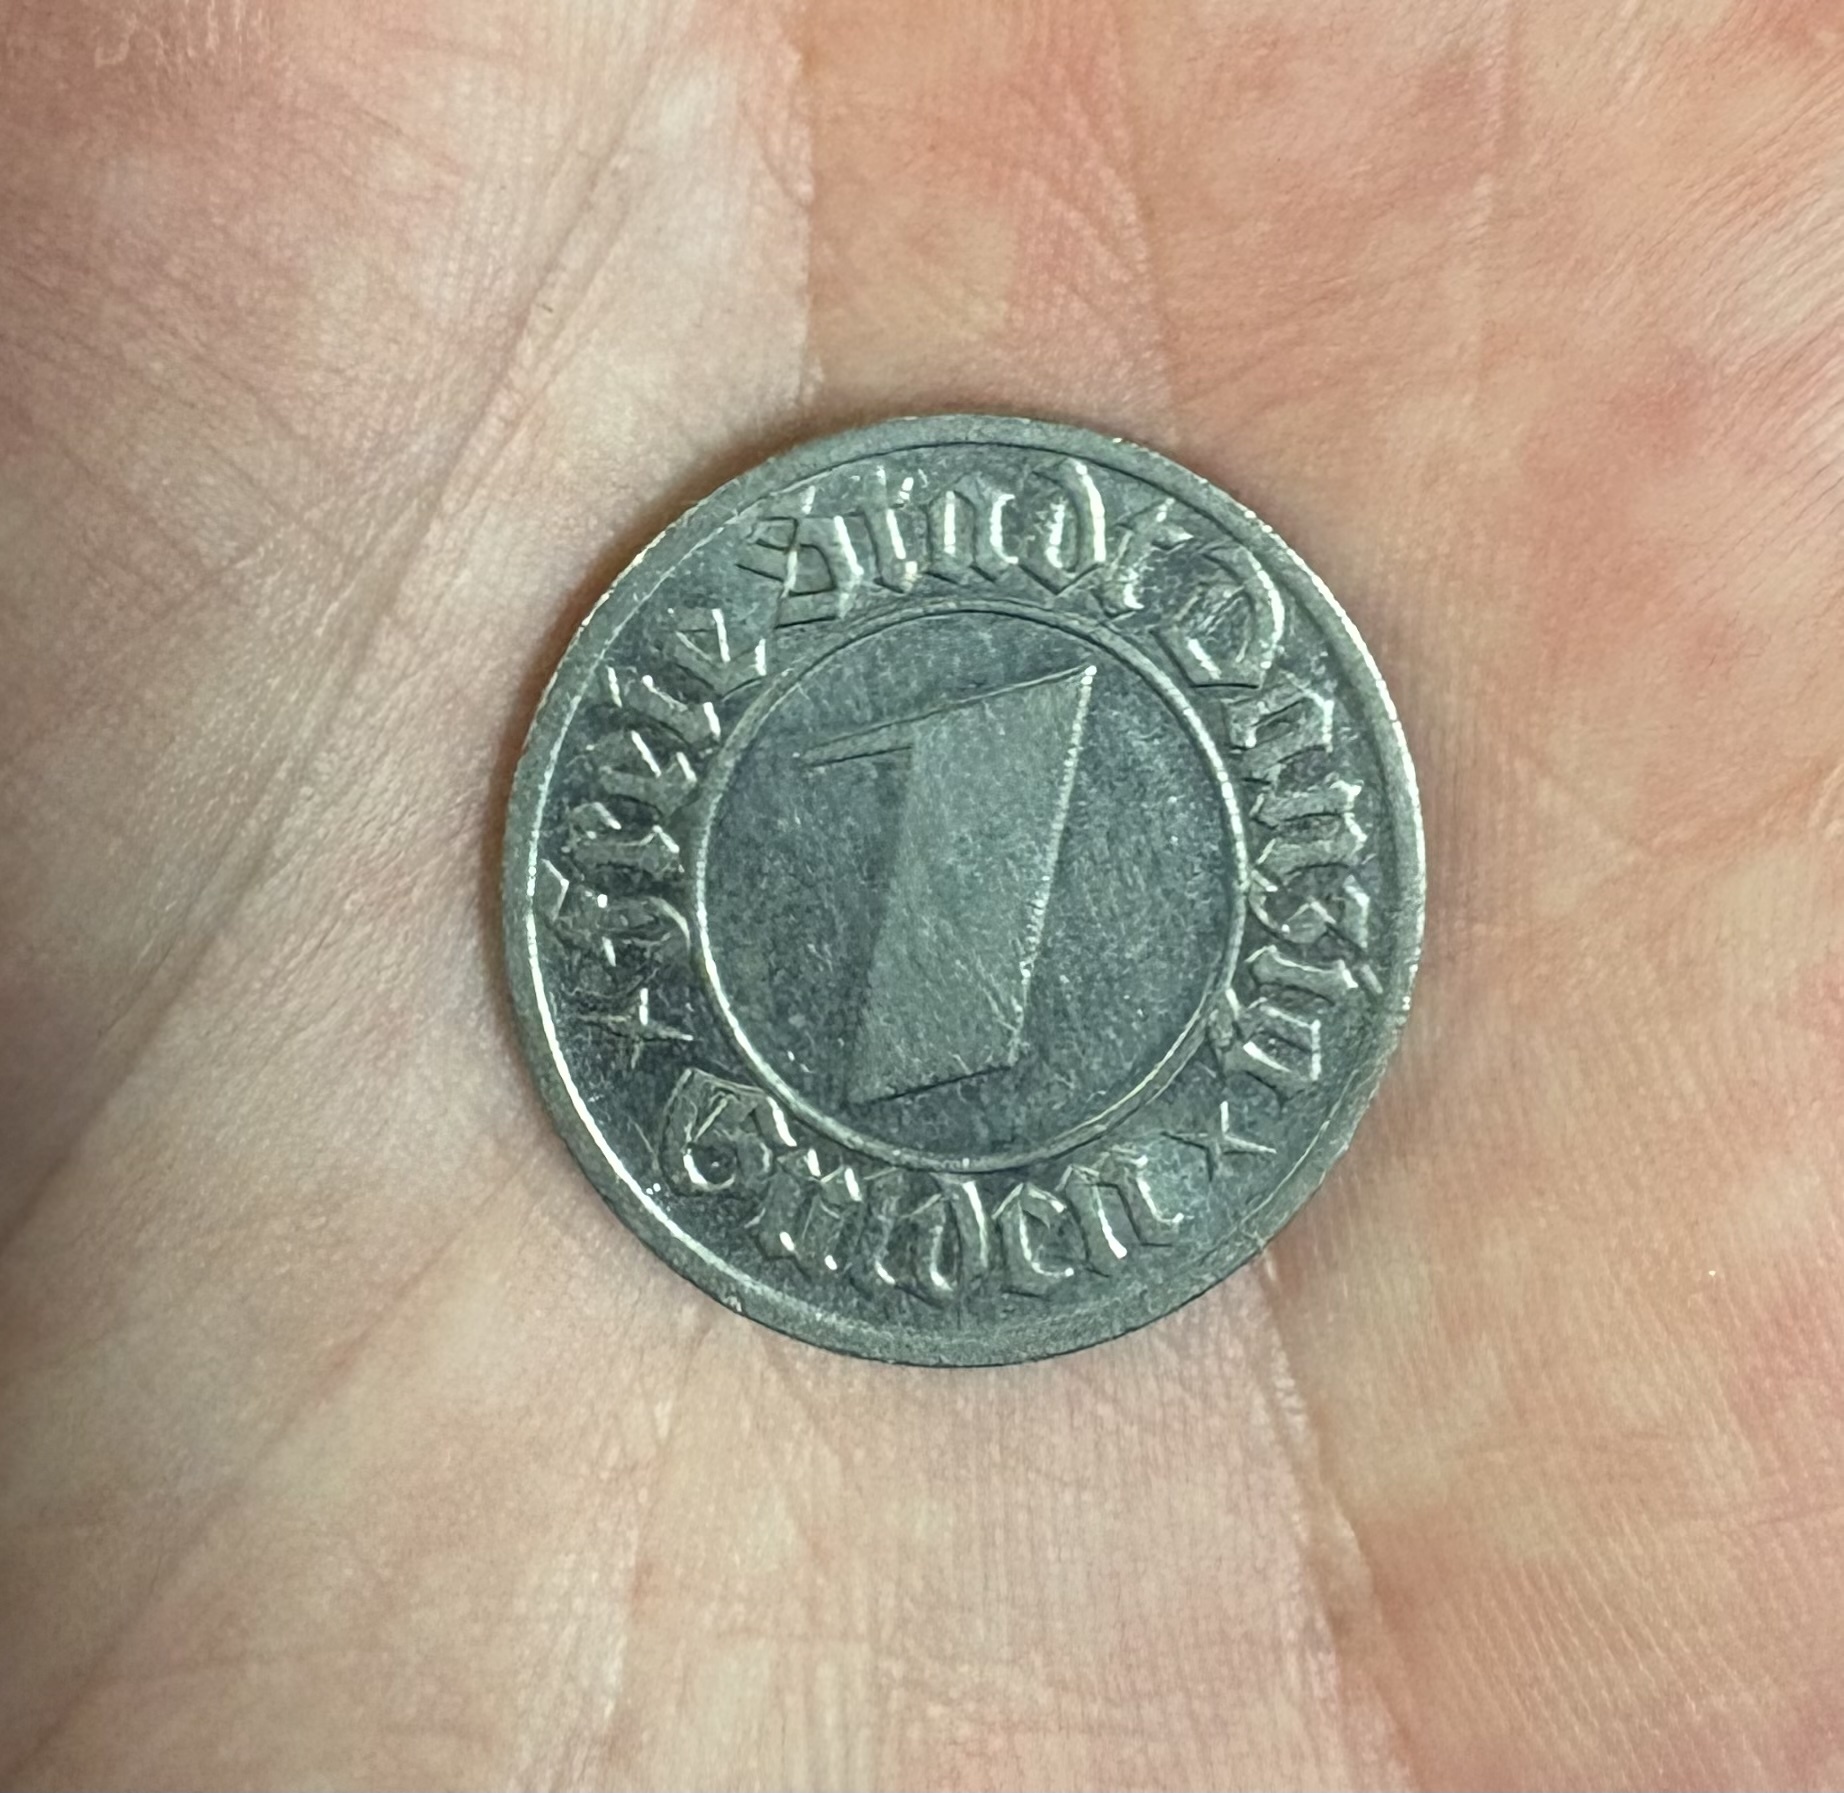 Freie Stadt Danzig
1
Gulden